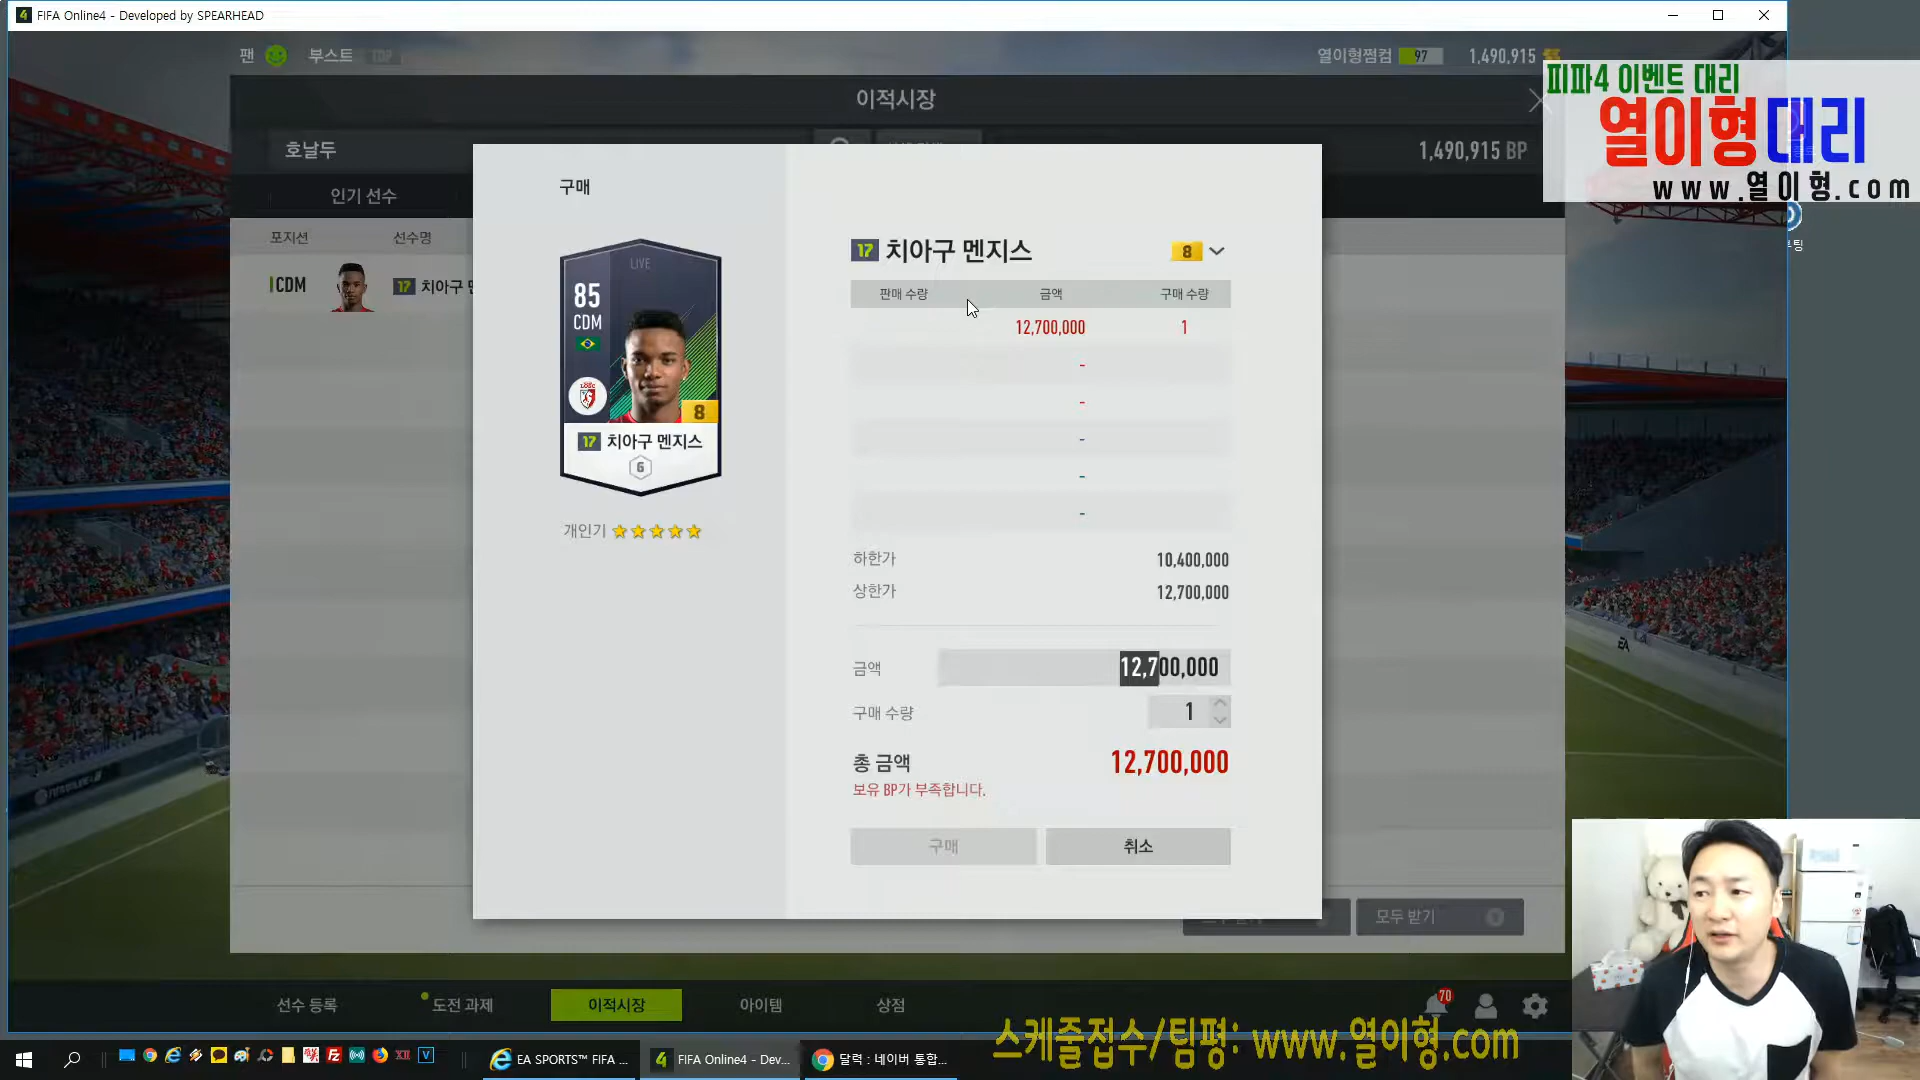 FIFA Online4 - Developed by SPEARHEAD
팬
부스트
TOP
열이형쩜컴
97
1,490,915
피파4 이벤트 대리
열이형대리
www.열이형.com
이적시장
호날두
1,490,915 BP
인기 선수
포지션
선수명
CDM
17 치아구 멘
구매
LIVE
85
CDM
LOSC
8
17 치아구 멘지스
6
개인기
17 치아구 멘지스
8
판매 수량 금액 구매 수량
12,700,000 1
-
-
-
-
-
하한가 10,400,000
상한가 12,700,000
금액 12,700,000
구매 수량 1
총 금액 12,700,000
보유 BP가 부족합니다.
구매
취소
모두 받기
EA
선수 등록
도전 과제
이적시장
아이템
상점
70
스케줄접수/팀평: www.열이형.com
EA SPORTS™ FIFA ...
FIFA Online4 - Dev...
달력 : 네이버 통합...